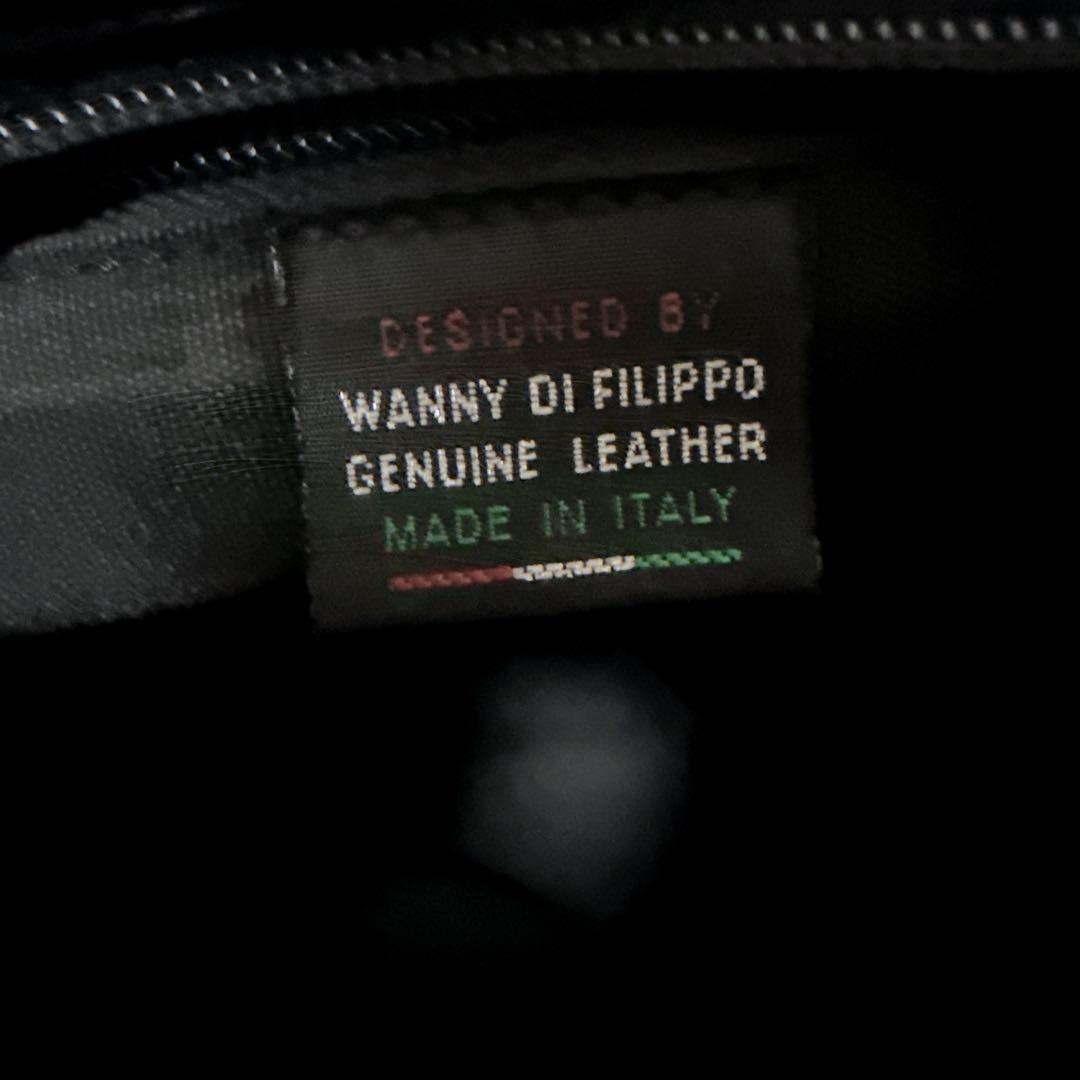 DESIGNED BY
WANNY DI FILIPPO
GENUINE LEATHER
MADE IN ITALY